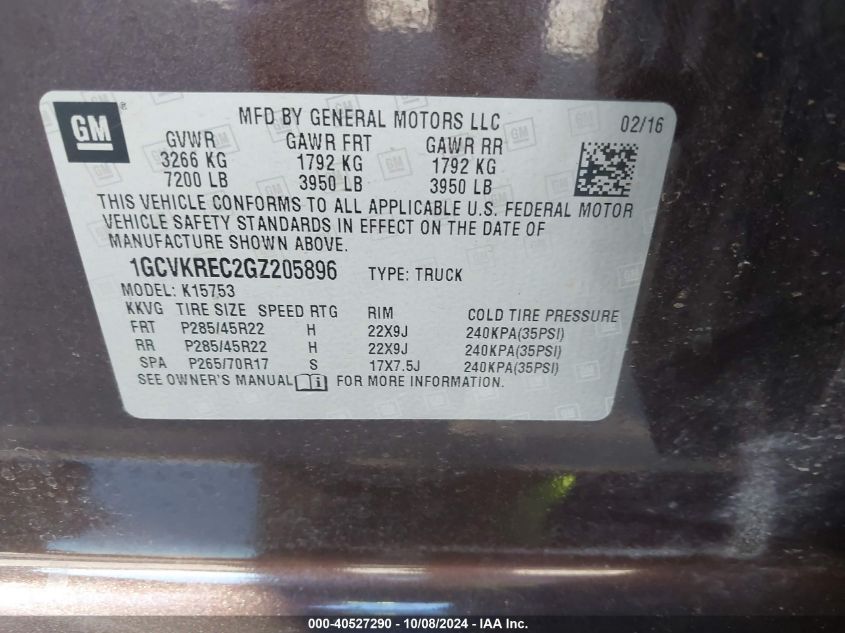 GM
MFD BY GENERAL MOTORS LLC
02/16
GVWR GAWR FRT GAWR RR
3266 KG 1792 KG 1792 KG
7200 LB 3950 LB 3950 LB
THIS VEHICLE CONFORMS TO ALL APPLICABLE U.S. FEDERAL MOTOR
VEHICLE SAFETY STANDARDS IN EFFECT ON THE DATE OF
MANUFACTURE SHOWN ABOVE.
1GCVKREC2GZ205896 TYPE: TRUCK
MODEL: K15753
KKVG TIRE SIZE SPEED RTG RIM COLD TIRE PRESSURE
FRT P285/45R22 H 22X9J 240KPA(35PSI)
RR P285/45R22 H 22X9J 240KPA(35PSI)
SPA P265/70R17 S 17X7.5J 240KPA(35PSI)
SEE OWNER'S MANUAL FOR MORE INFORMATION.
000-40527290 - 10/08/2024 - IAA Inc.